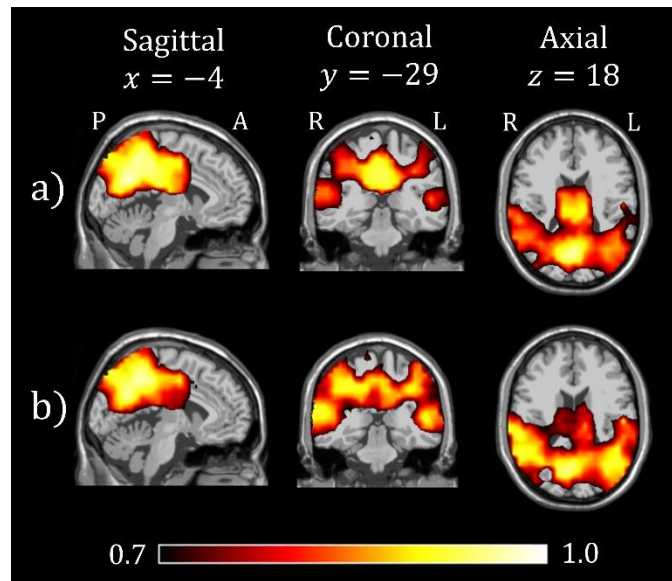 Sagittal Coronal Axial
x = −4 y = −29 z = 18
P A R L R L
a)
b)
0.7 1.0